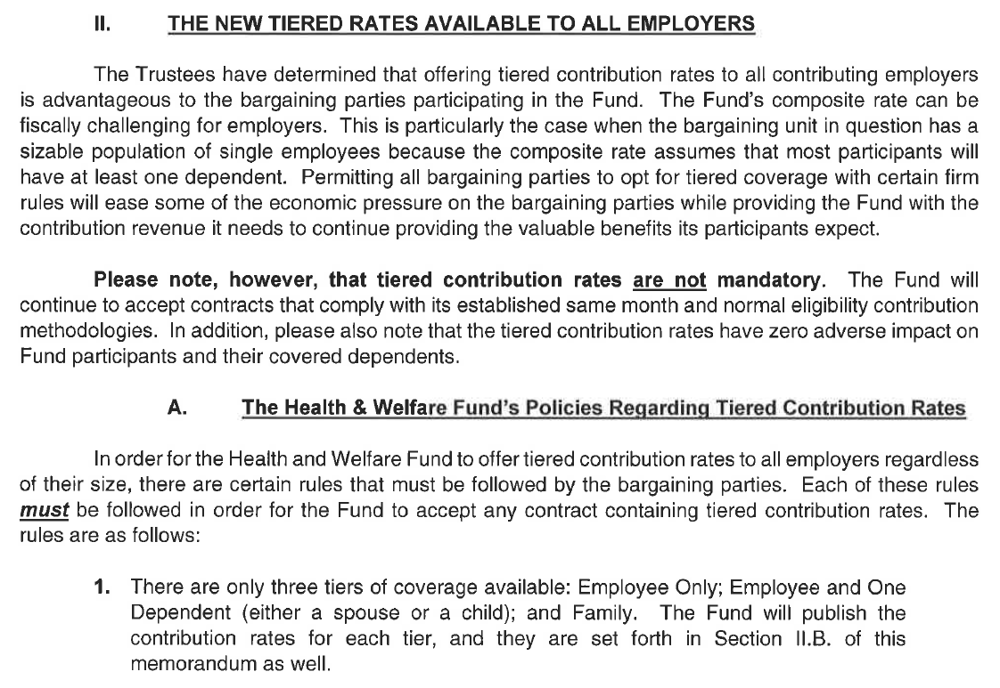 II. THE NEW TIERED RATES AVAILABLE TO ALL EMPLOYERS
The Trustees have determined that offering tiered contribution rates to all contributing employers
is advantageous to the bargaining parties participating in the Fund. The Fund's composite rate can be
fiscally challenging for employers. This is particularly the case when the bargaining unit in question has a
sizable population of single employees because the composite rate assumes that most participants will
have at least one dependent. Permitting all bargaining parties to opt for tiered coverage with certain firm
rules will ease some of the economic pressure on the bargaining parties while providing the Fund with the
contribution revenue it needs to continue providing the valuable benefits its participants expect.
Please note, however, that tiered contribution rates are not mandatory. The Fund will
continue to accept contracts that comply with its established same month and normal eligibility contribution
methodologies. In addition, please also note that the tiered contribution rates have zero adverse impact on
Fund participants and their covered dependents.
A. The Health & Welfare Fund's Policies Regarding Tiered Contribution Rates
In order for the Health and Welfare Fund to offer tiered contribution rates to all employers regardless
of their size, there are certain rules that must be followed by the bargaining parties. Each of these rules
must be followed in order for the Fund to accept any contract containing tiered contribution rates. The
rules are as follows:
1. There are only three tiers of coverage available: Employee Only; Employee and One
Dependent (either a spouse or a child); and Family. The Fund will publish the
contribution rates for each tier, and they are set forth in Section II.B. of this
memorandum as well.